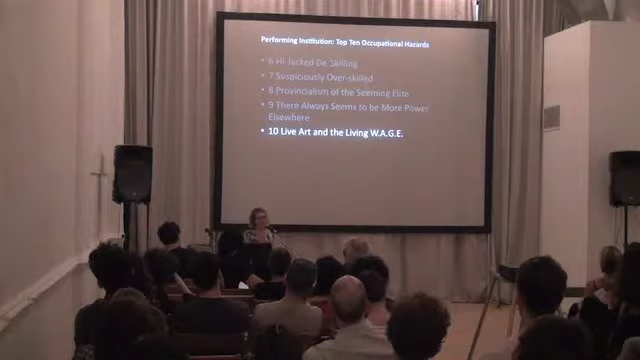 Performing Institution: Top Ten Occupational Hazards
• 6 Hi-Jacked De Skilling
• 7 Suspiciously Over-skilled
• 8 Provincialism of the Seeming Elite
• 9 There Always Seems to be More Power
Elsewhere
• 10 Live Art and the Living W.A.G.E.